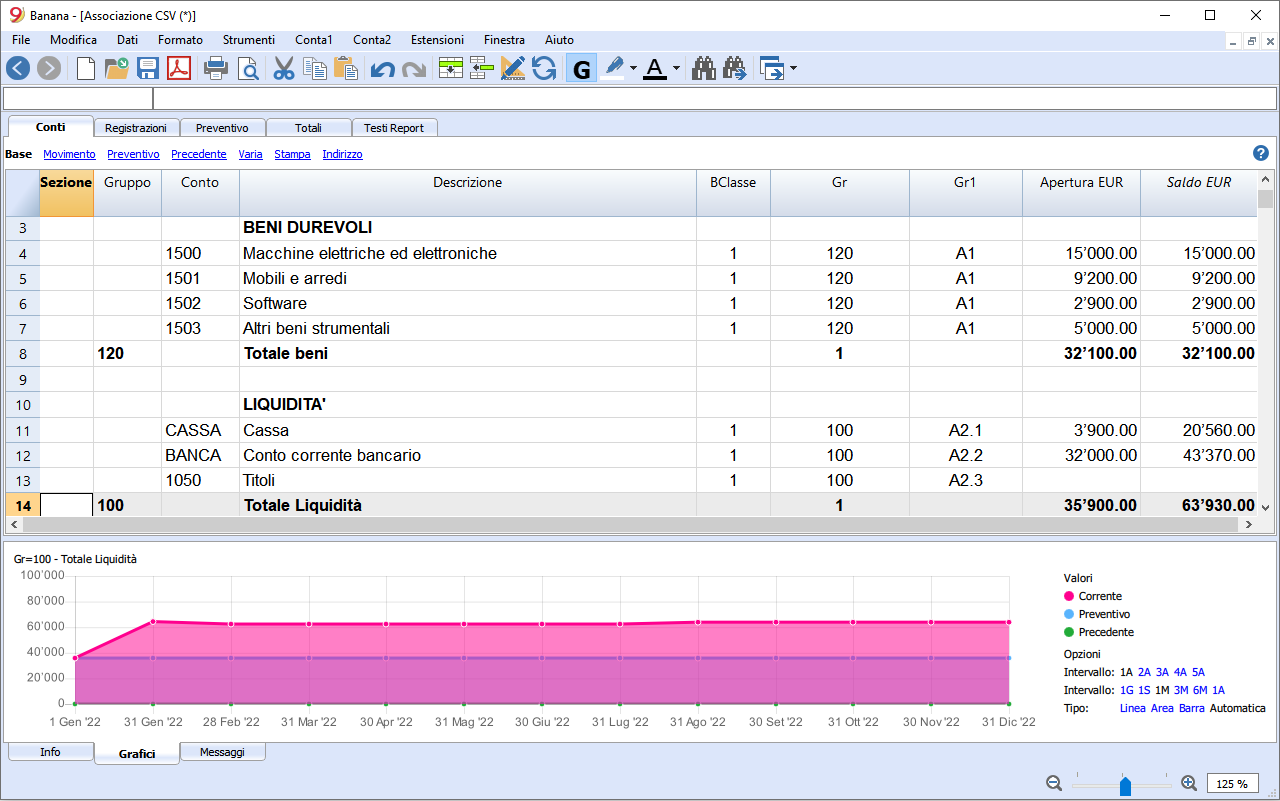 Banana - [Associazione CSV (*)]
File Modifica Dati Formato Strumenti Conta1 Conta2 Estensioni Finestra Aiuto
G A
Conti Registrazioni Preventivo Totali Testi Report
Base Movimento Preventivo Precedente Varia Stampa Indirizzo ?
Sezione Gruppo Conto Descrizione BClasse Gr Gr1 Apertura EUR Saldo EUR
3 BENI DUREVOLI
4 1500 Macchine elettriche ed elettroniche 1 120 A1 15’000.00 15’000.00
5 1501 Mobili e arredi 1 120 A1 9’200.00 9’200.00
6 1502 Software 1 120 A1 2’900.00 2’900.00
7 1503 Altri beni strumentali 1 120 A1 5’000.00 5’000.00
8 120 Totale beni 1 32’100.00 32’100.00
9
10 LIQUIDITA'
11 CASSA Cassa 1 100 A2.1 3’900.00 20’560.00
12 BANCA Conto corrente bancario 1 100 A2.2 32’000.00 43’370.00
13 1050 Titoli 1 100 A2.3
14 100 Totale Liquidità 1 35’900.00 63’930.00
Gr=100 - Totale Liquidità
100’000
80’000
60’000
40’000
20’000
0
1 Gen '22 31 Gen '22 28 Feb '22 31 Mar '22 30 Apr '22 31 Mag '22 30 Giu '22 31 Lug '22 31 Ago '22 30 Set '22 31 Ott '22 30 Nov '22 31 Dic '22
Valori
Corrente
Preventivo
Precedente
Opzioni
Intervallo: 1A 2A 3A 4A 5A
Intervallo: 1G 1S 1M 3M 6M 1A
Tipo: Linea Area Barra Automatica
Info Grafici Messaggi
125 %